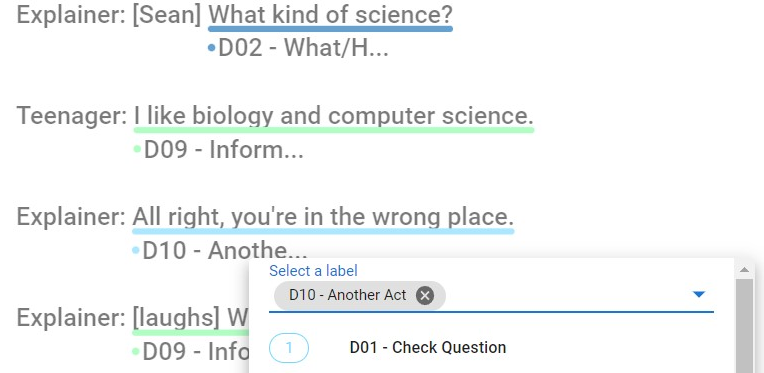 Explainer: [Sean] What kind of science?
D02 - What/H...
Teenager: I like biology and computer science.
D09 - Inform...
Explainer: All right, you're in the wrong place.
D10 - Anothe...
Select a label
D10 - Another Act
Explainer: [laughs] W
1 D01 - Check Question
D09 - Info